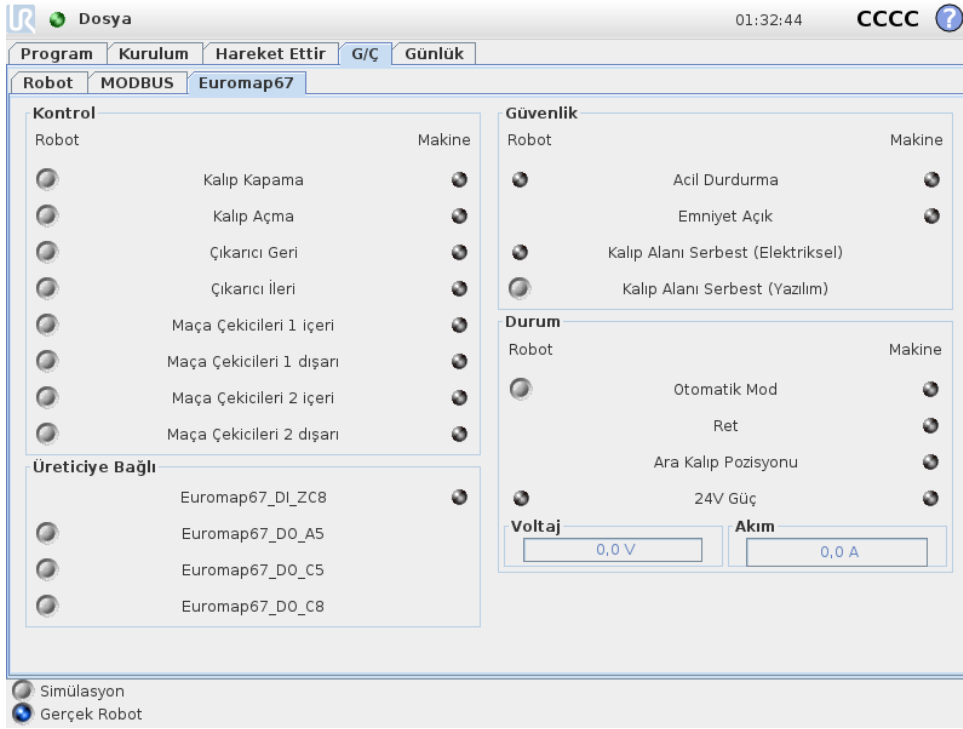 UR Dosya 01:32:44 CCCC ?
Program Kurulum Hareket Ettir G/Ç Günlük
Robot MODBUS Euromap67
Kontrol
Robot Makine
Kalıp Kapama
Kalıp Açma
Çıkarıcı Geri
Çıkarıcı İleri
Maça Çekicileri 1 içeri
Maça Çekicileri 1 dışarı
Maça Çekicileri 2 içeri
Maça Çekicileri 2 dışarı
Üreticiye Bağlı
Euromap67_DI_ZC8
Euromap67_DO_A5
Euromap67_DO_C5
Euromap67_DO_C8
Güvenlik
Robot Makine
Acil Durdurma
Emniyet Açık
Kalıp Alanı Serbest (Elektriksel)
Kalıp Alanı Serbest (Yazılım)
Durum
Robot Makine
Otomatik Mod
Ret
Ara Kalıp Pozisyonu
24V Güç
Voltaj Akım
0,0 V 0,0 A
Simülasyon
Gerçek Robot